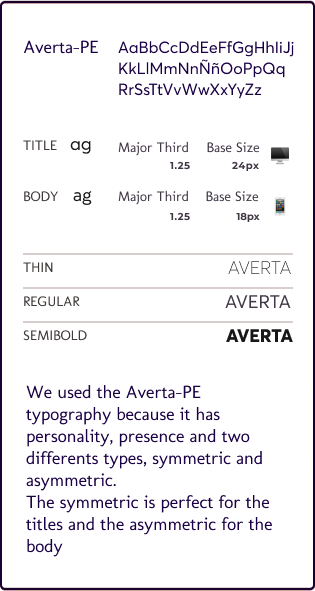 Averta-PE
AaBbCcDdEeFfGgHhIiJj
KkLlMmNnÑñOoPpQq
RrSsTtVvWwXxYyZz
TITLE ag Major Third Base Size
1.25 24px
BODY ag Major Third Base Size
1.25 18px
THIN AVERTA
REGULAR AVERTA
SEMIBOLD AVERTA
We used the Averta-PE
typography because it has
personality, presence and two
differents types, symmetric and
asymmetric.
The symmetric is perfect for the
titles and the asymmetric for the
body